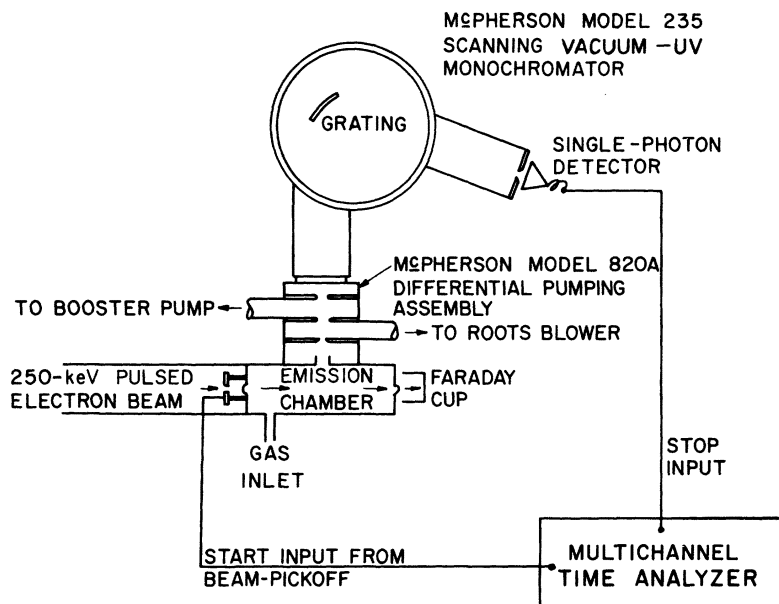 McPHERSON MODEL 235
SCANNING VACUUM-UV
MONOCHROMATOR
GRATING
SINGLE-PHOTON
DETECTOR
McPHERSON MODEL 820A
DIFFERENTIAL PUMPING
ASSEMBLY
TO BOOSTER PUMP
TO ROOTS BLOWER
250-keV PULSED
ELECTRON BEAM
EMISSION
CHAMBER
FARADAY
CUP
GAS
INLET
STOP
INPUT
START INPUT FROM
BEAM-PICKOFF
MULTICHANNEL
TIME ANALYZER